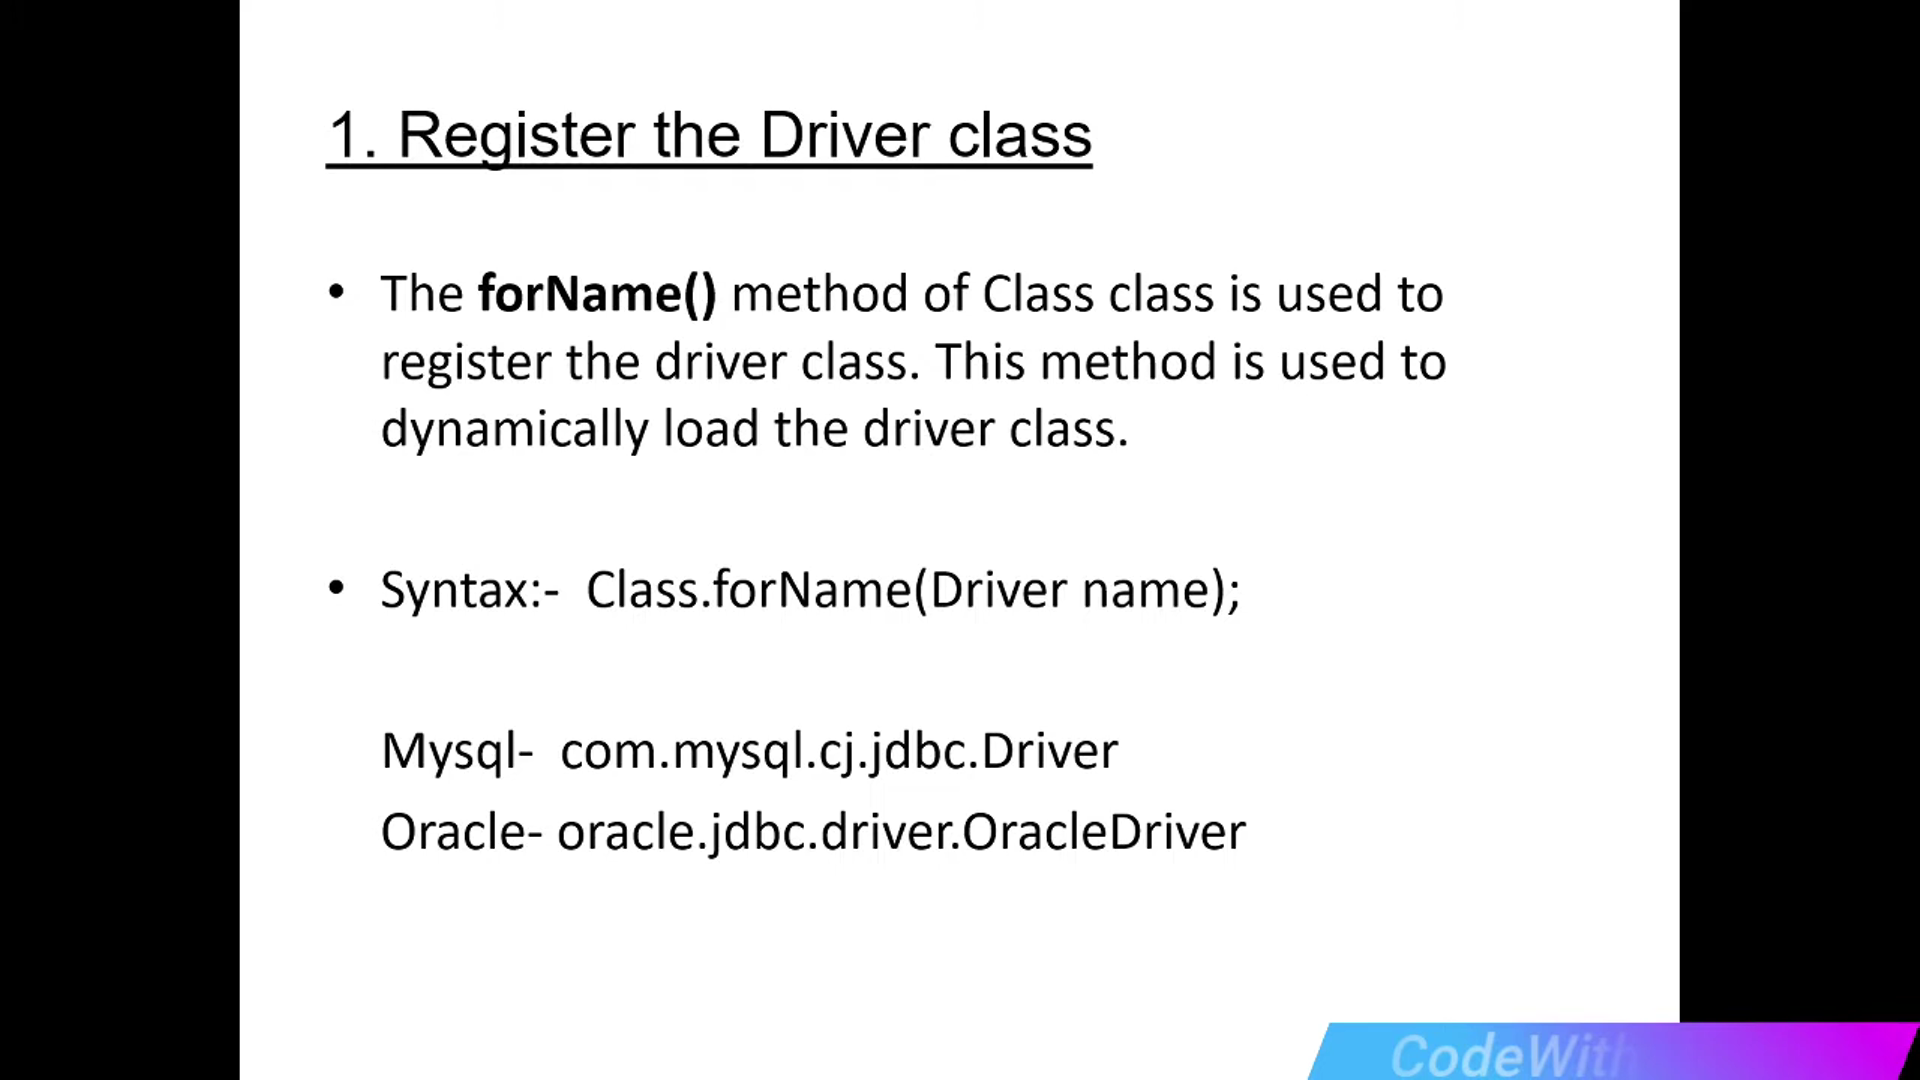 1. Register the Driver class
• The forName() method of Class class is used to
register the driver class. This method is used to
dynamically load the driver class.
• Syntax:-  Class.forName(Driver name);
Mysql-  com.mysql.cj.jdbc.Driver
Oracle- oracle.jdbc.driver.OracleDriver
CodeWith